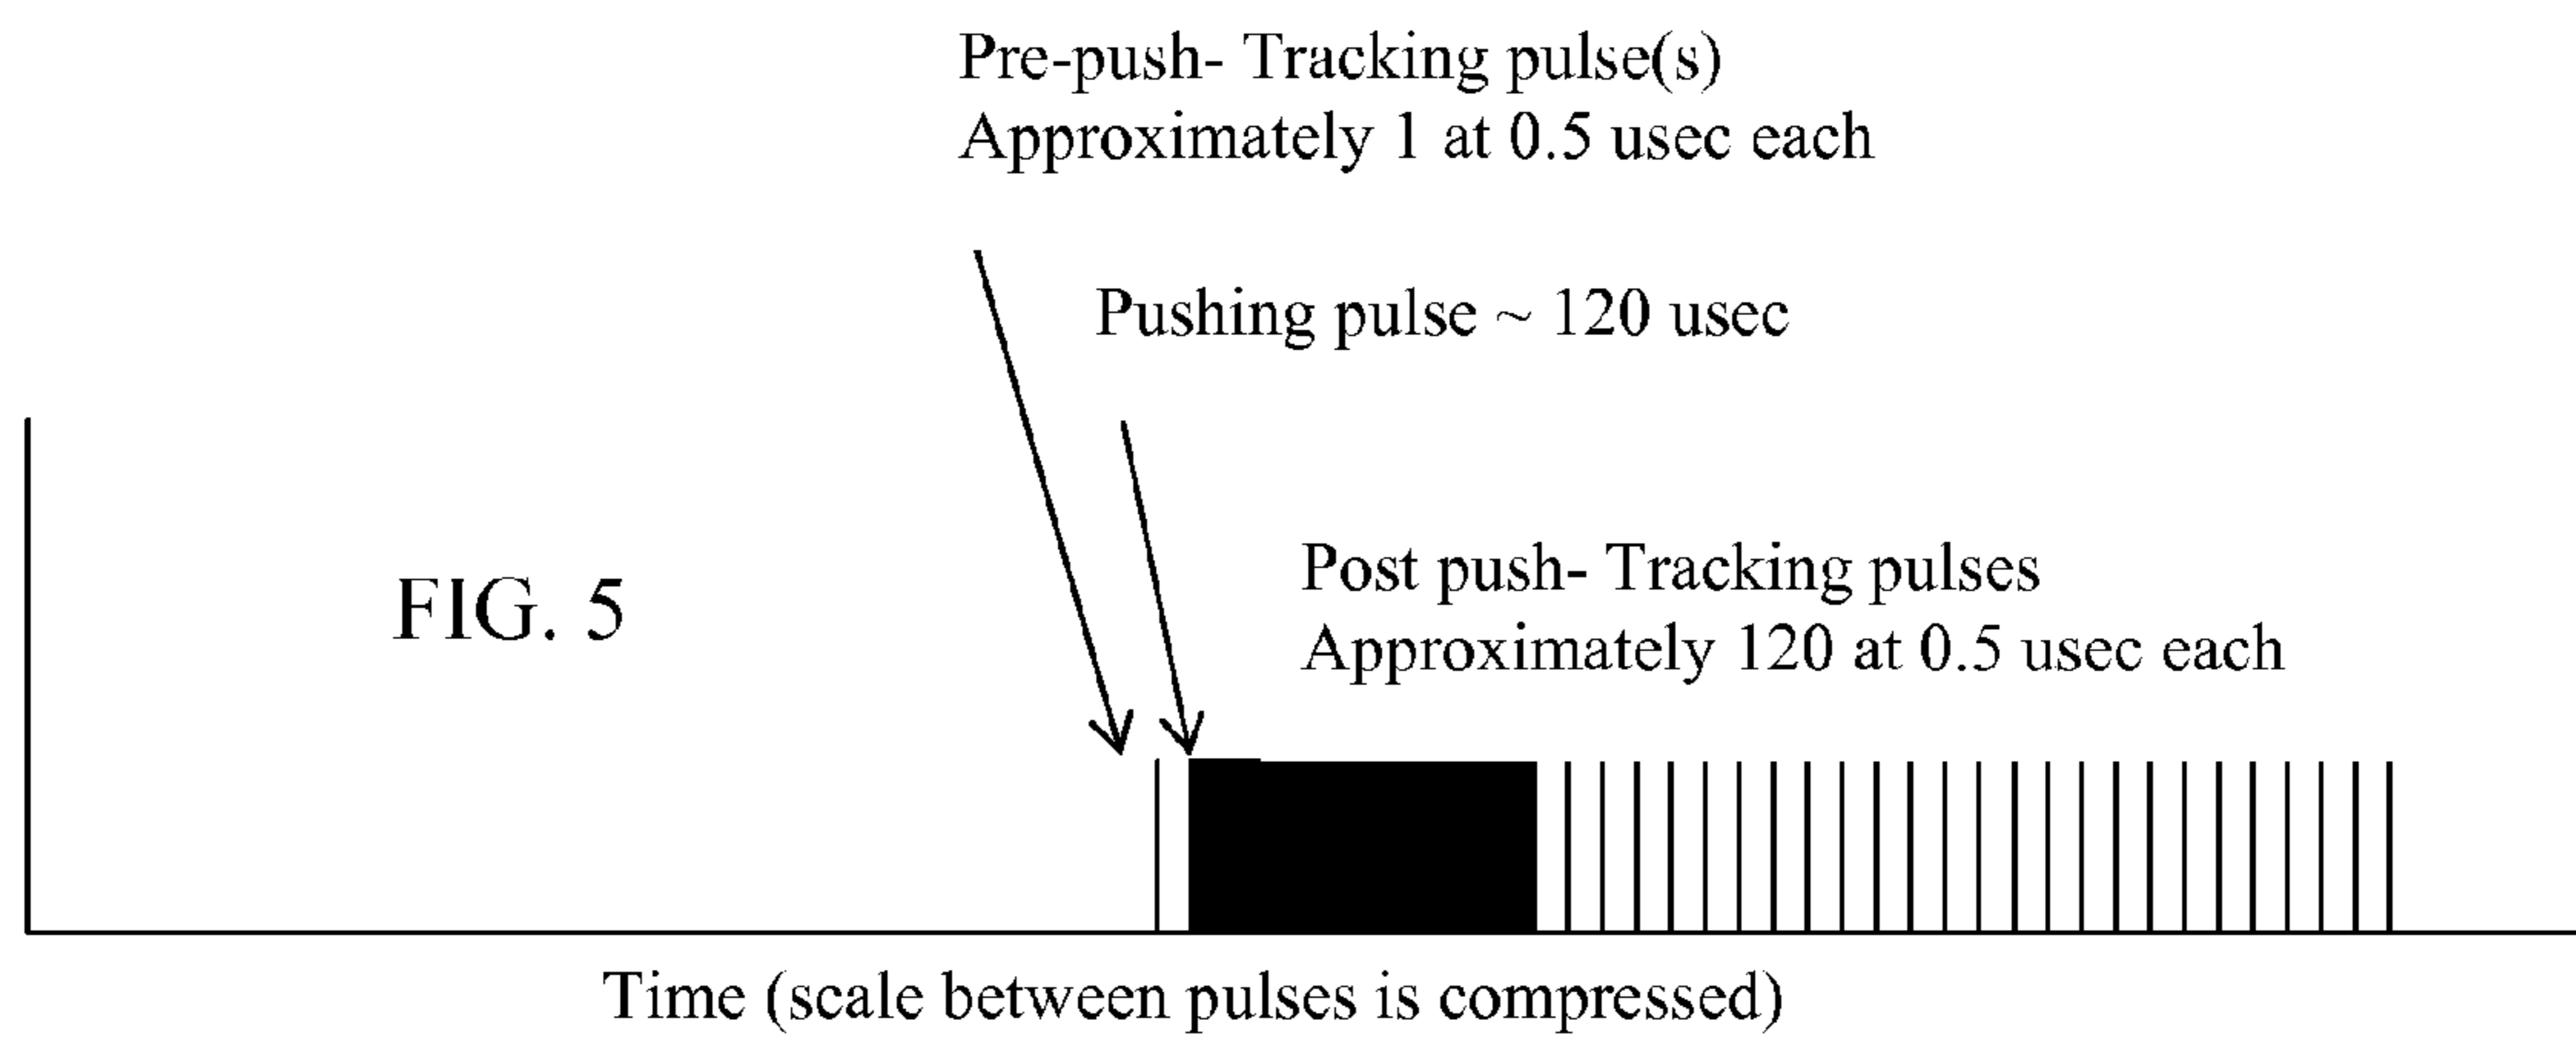 Pre-push- Tracking pulse(s)
Approximately 1 at 0.5 usec each
Pushing pulse ~ 120 usec
Post push- Tracking pulses
Approximately 120 at 0.5 usec each
FIG. 5
Time (scale between pulses is compressed)